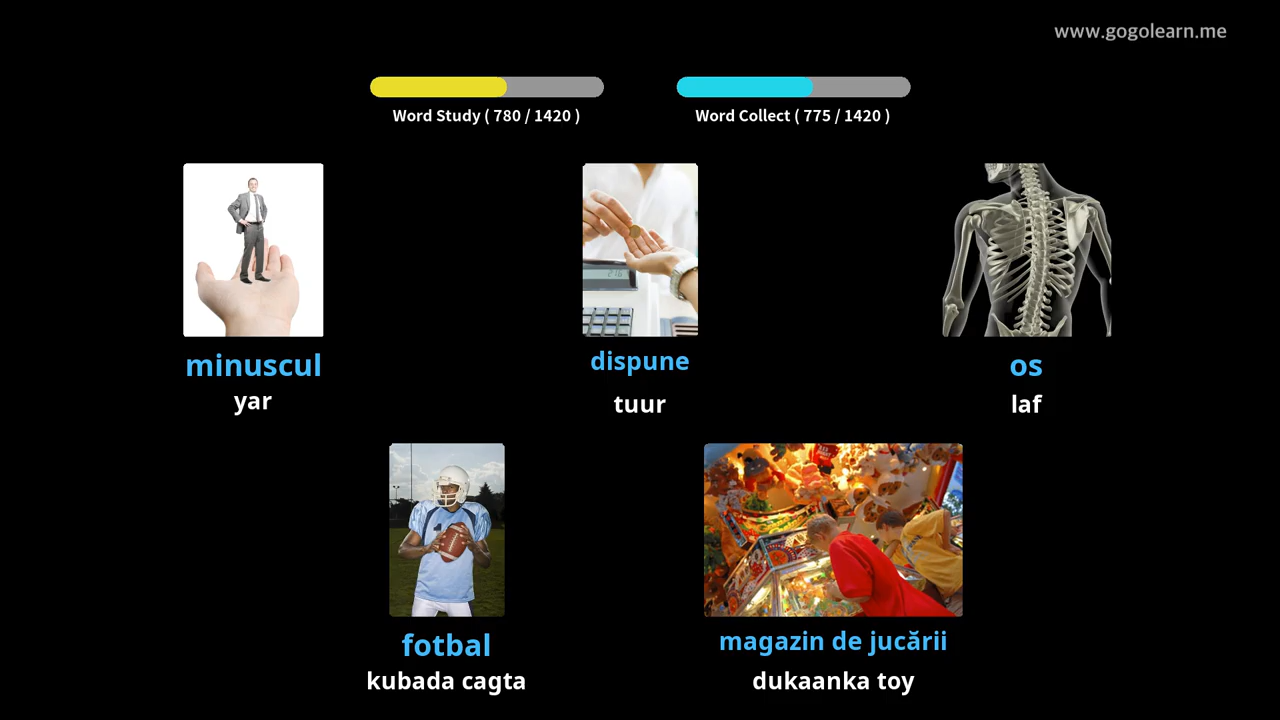 www.gogolearn.me
Word Study ( 780 / 1420 )
Word Collect ( 775 / 1420 )
minuscul
yar
dispune
tuur
os
laf
fotbal
kubada cagta
magazin de jucării
dukaanka toy